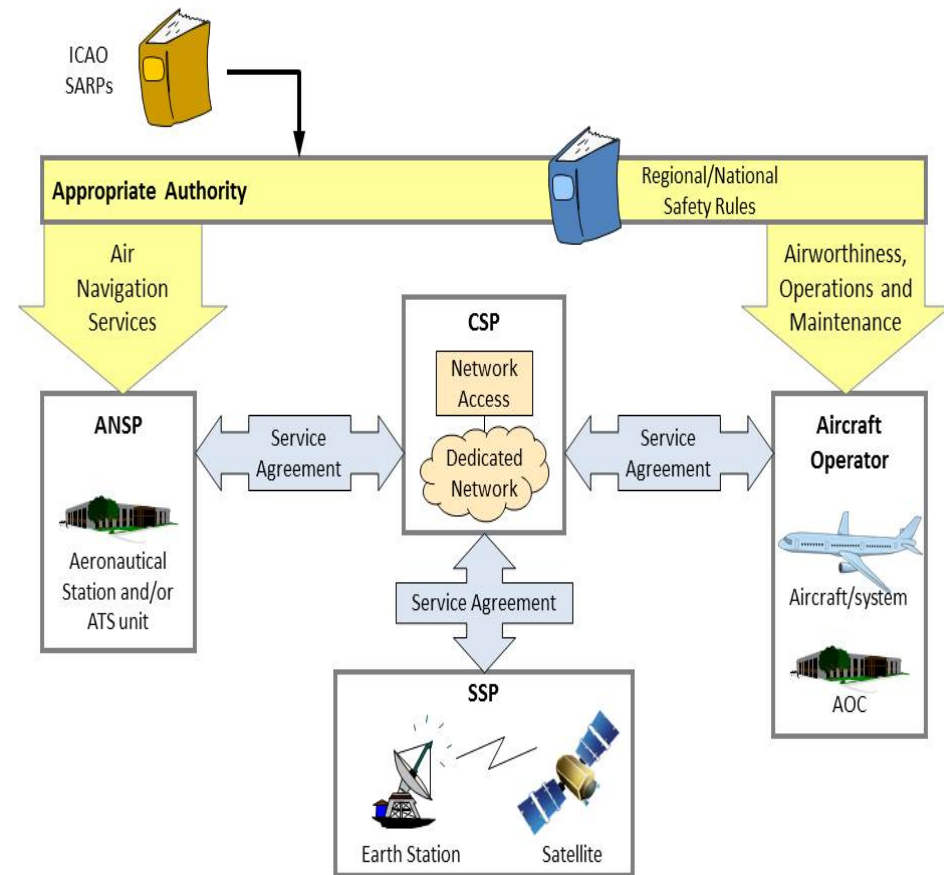 ICAO
SARPs
Appropriate Authority
Regional/National
Safety Rules
Air
Navigation
Services
Airworthiness,
Operations and
Maintenance
CSP
Network
Access
Dedicated
Network
ANSP
Service
Agreement
Service
Agreement
Aircraft
Operator
Aeronautical
Station and/or
ATS unit
Aircraft/system
AOC
Service Agreement
SSP
Earth Station
Satellite